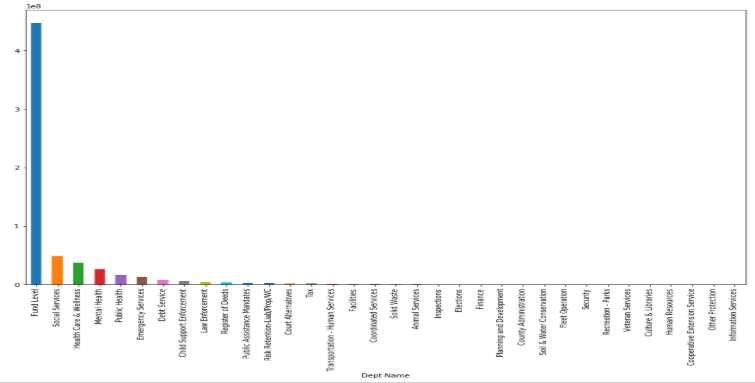 1e8
4
3
2
1
0
Fund Level
Social Services
Health Care & Wellness
Mental Health
Public Health
Emergency Services
Debt Service
Child Support Enforcement
Law Enforcement
Register of Deeds
Public Assistance Mandates
Risk Retention-Liab/Prop/WC
Court Alternatives
Tax
Transportation - Human Services
Facilities
Coordinated Services
Solid Waste
Animal Services
Inspections
Elections
Finance
Planning and Development
County Administration
Soil & Water Conservation
Fleet Operation
Security
Recreation - Parks
Veteran Services
Culture & Libraries
Human Resources
Cooperative Extension Service
Other Protection
Information Services
Dept Name